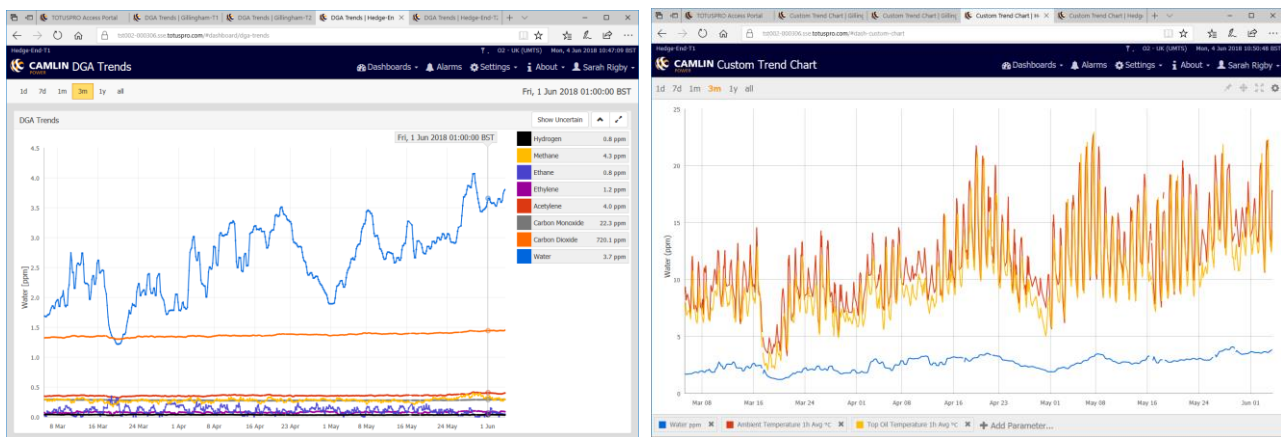 TOTUSPRO Access Portal
DGA Trends | Gillingham-T1
DGA Trends | Gillingham-T2
DGA Trends | Hedge-En
DGA Trends | Hedge-End-T2
tot002-000306.sse.totuspro.com/#dashboard/dga-trends
Hedge-End-T1
O2 - UK (UMTS) Mon, 4 Jun 2018 10:47:09 BST
CAMLIN POWER DGA Trends
Dashboards Alarms Settings About Sarah Rigby
1d 7d 1m 3m 1y all
Fri, 1 Jun 2018 01:00:00 BST
DGA Trends
Show Uncertain
Fri, 1 Jun 2018 01:00:00 BST
Hydrogen 0.8 ppm
Methane 4.3 ppm
Ethane 0.8 ppm
Ethylene 1.2 ppm
Acetylene 4.0 ppm
Carbon Monoxide 22.3 ppm
Carbon Dioxide 720.1 ppm
Water 3.7 ppm
Water [ppm]
4.5
4.0
3.5
3.0
2.5
2.0
1.5
1.0
0.5
0.0
8 Mar 16 Mar 24 Mar 1 Apr 8 Apr 16 Apr 24 Apr 1 May 8 May 16 May 24 May 1 Jun
TOTUSPRO Access Portal
Custom Trend Chart | Gilling
Custom Trend Chart | Gilling
Custom Trend Chart | H
Custom Trend Chart | Hedge
tot002-000306.sse.totuspro.com/#dash-custom-chart
Hedge-End-T1
O2 - UK (UMTS) Mon, 4 Jun 2018 10:50:48 BST
CAMLIN POWER Custom Trend Chart
Dashboards Alarms Settings About Sarah Rigby
1d 7d 1m 3m 1y all
Water (ppm)
25
20
15
10
5
0
Mar 08 Mar 16 Mar 24 Apr 01 Apr 08 Apr 16 Apr 23 May 01 May 08 May 16 May 24 Jun 01
Water ppm Ambient Temperature 1h Avg °C Top Oil Temperature 1h Avg °C Add Parameter...